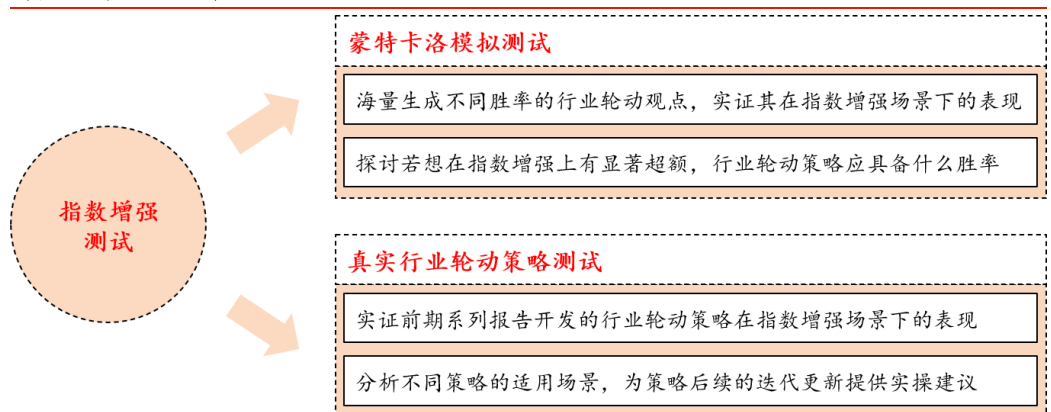 蒙特卡洛模拟测试
海量生成不同胜率的行业轮动观点，实证其在指数增强场景下的表现
探讨若想在指数增强上有显著超额，行业轮动策略应具备什么胜率
指数增强
测试
真实行业轮动策略测试
实证前期系列报告开发的行业轮动策略在指数增强场景下的表现
分析不同策略的适用场景，为策略后续的迭代更新提供实操建议